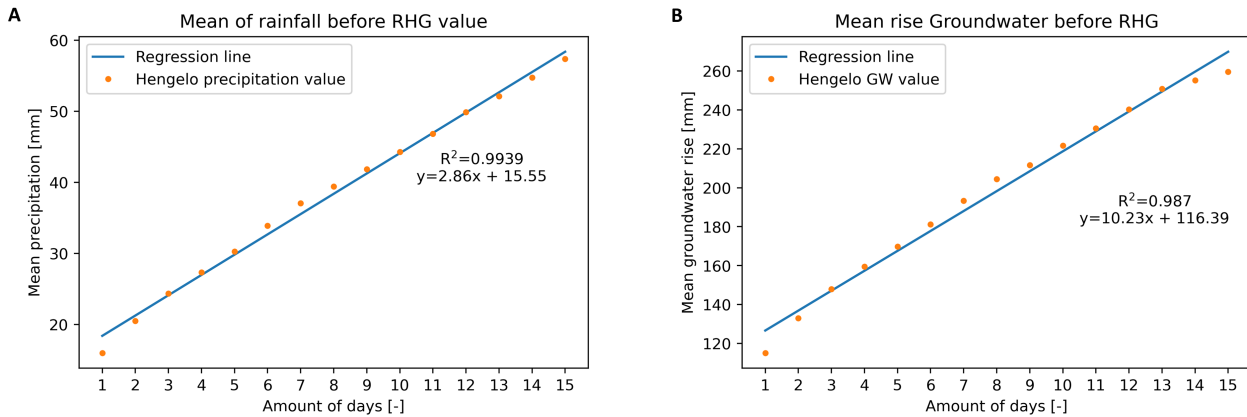 A
Mean of rainfall before RHG value
Regression line
Hengelo precipitation value
R²=0.9939
y=2.86x + 15.55
Mean precipitation [mm]
60
50
40
30
20
1 2 3 4 5 6 7 8 9 10 11 12 13 14 15
Amount of days [-]
B
Mean rise Groundwater before RHG
Regression line
Hengelo GW value
R²=0.987
y=10.23x + 116.39
Mean groundwater rise [mm]
260
240
220
200
180
160
140
120
1 2 3 4 5 6 7 8 9 10 11 12 13 14 15
Amount of days [-]